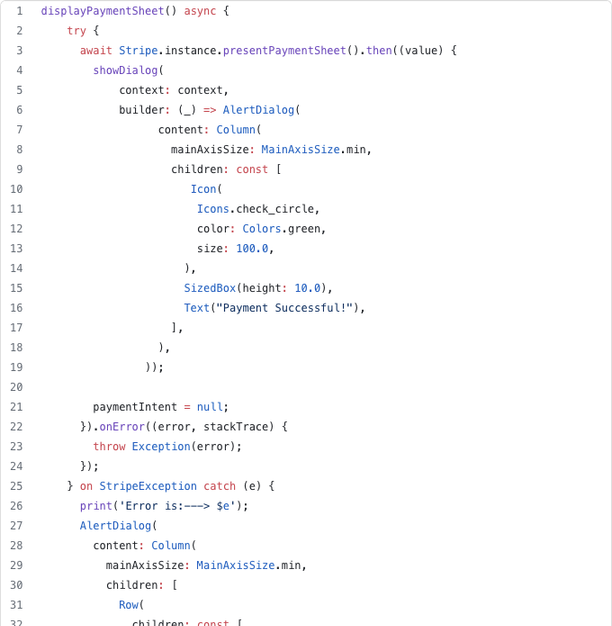 1 displayPaymentSheet() async {
2 try {
3 await Stripe.instance.presentPaymentSheet().then((value) {
4 showDialog(
5 context: context,
6 builder: (_) => AlertDialog(
7 content: Column(
8 mainAxisSize: MainAxisSize.min,
9 children: const [
10 Icon(
11 Icons.check_circle,
12 color: Colors.green,
13 size: 100.0,
14 ),
15 SizedBox(height: 10.0),
16 Text("Payment Successful!"),
17 ],
18 ),
19 ));
20
21 paymentIntent = null;
22 }).onError((error, stackTrace) {
23 throw Exception(error);
24 });
25 } on StripeException catch (e) {
26 print('Error is:---> $e');
27 AlertDialog(
28 content: Column(
29 mainAxisSize: MainAxisSize.min,
30 children: [
31 Row(
32 children: const [